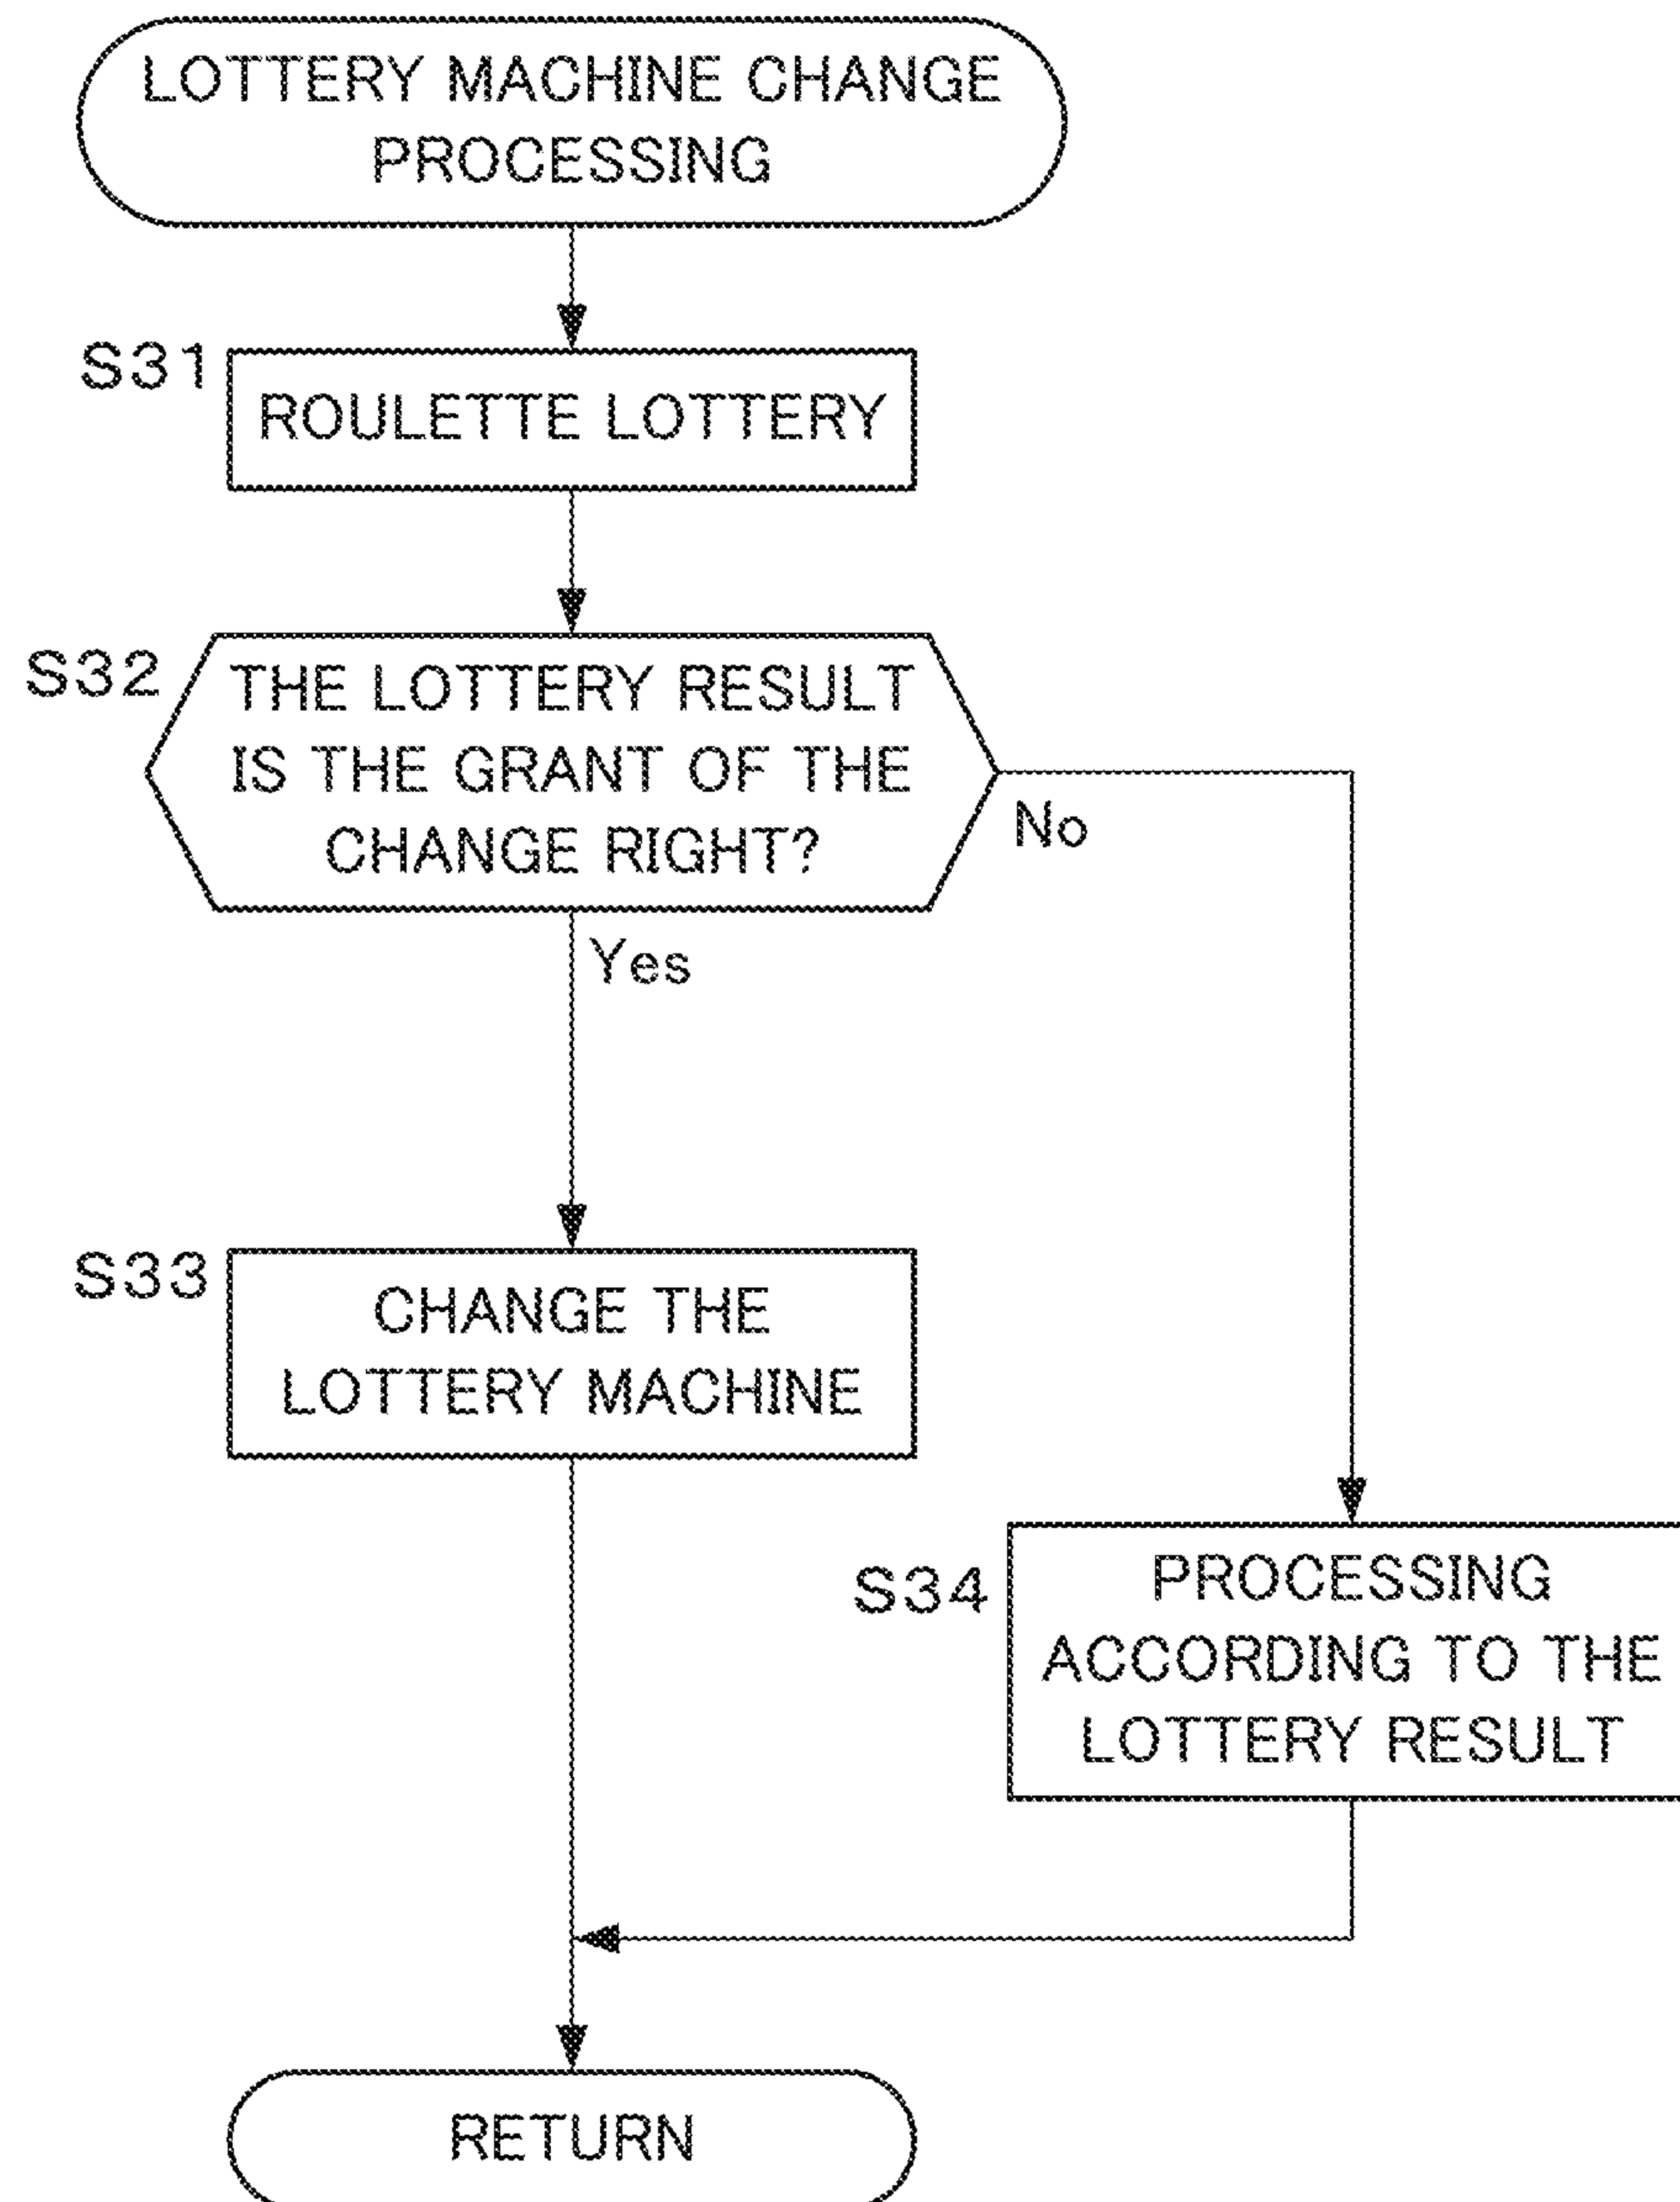 LOTTERY MACHINE CHANGE
PROCESSING
S31
ROULETTE LOTTERY
S32
THE LOTTERY RESULT
IS THE GRANT OF THE
CHANGE RIGHT?
No
Yes
S33
CHANGE THE
LOTTERY MACHINE
S34
PROCESSING
ACCORDING TO THE
LOTTERY RESULT
RETURN